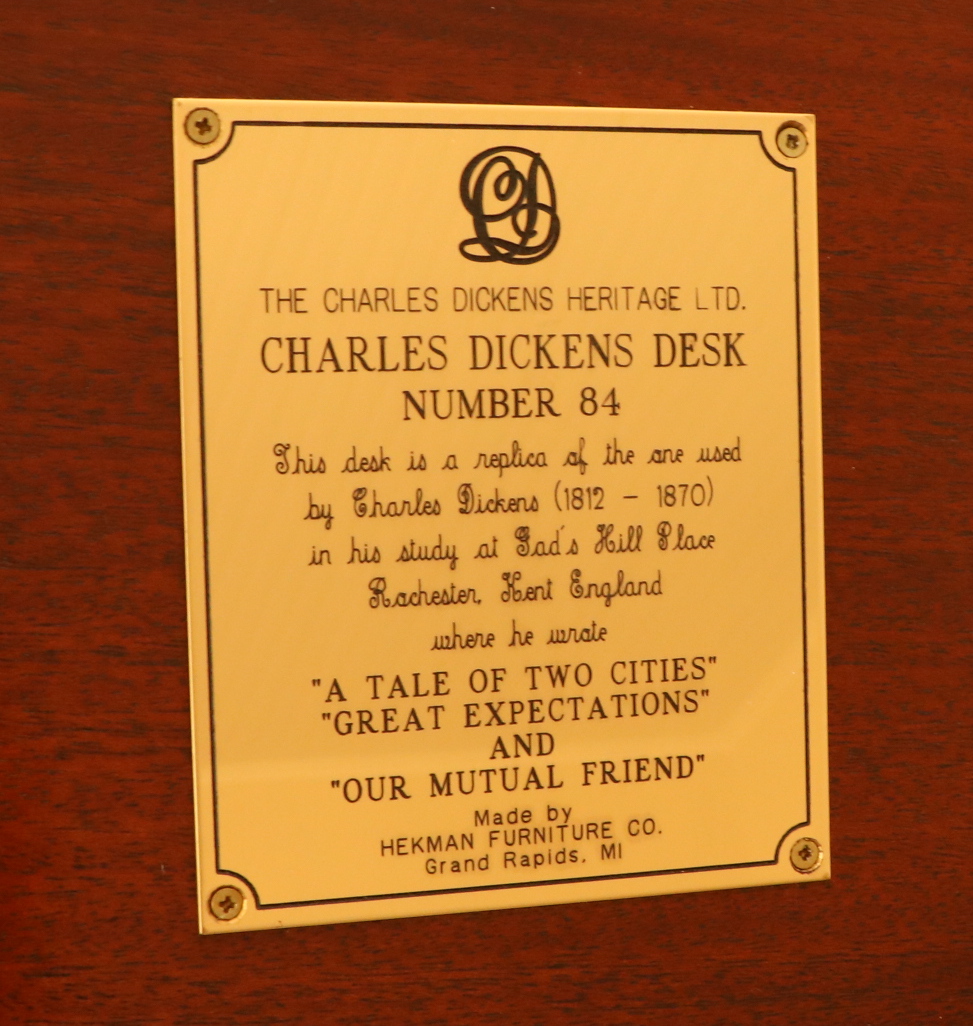 CD
THE CHARLES DICKENS HERITAGE LTD.
CHARLES DICKENS DESK
NUMBER 84
This desk is a replica of the one used
by Charles Dickens (1812 - 1870)
in his study at Gad's Hill Place
Rochester, Kent England
where he wrote
"A TALE OF TWO CITIES"
"GREAT EXPECTATIONS"
AND
"OUR MUTUAL FRIEND"
Made by
HEKMAN FURNITURE CO.
Grand Rapids, MI